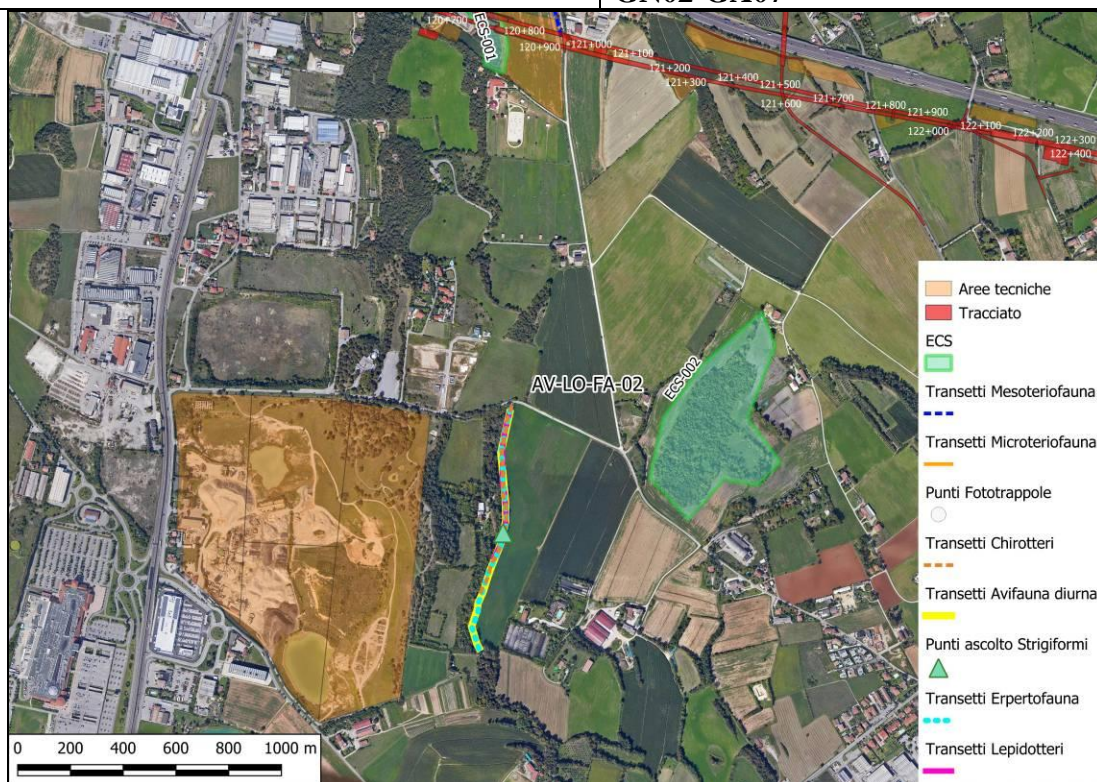 GN02-GA07
120+700
120+800
120+900
ECS-001
121+000
121+100
121+200
121+300
121+400
121+500
121+600
121+700
121+800
121+900
122+000
122+100
122+200
122+300
122+400
AV-LO-FA-02
ECS-002
Aree tecniche
Tracciato
ECS
Transetti Mesoteriofauna
Transetti Microteriofauna
Punti Fototrappole
Transetti Chirotteri
Transetti Avifauna diurna
Punti ascolto Strigiformi
Transetti Erpertofauna
Transetti Lepidotteri
0 200 400 600 800 1000 m